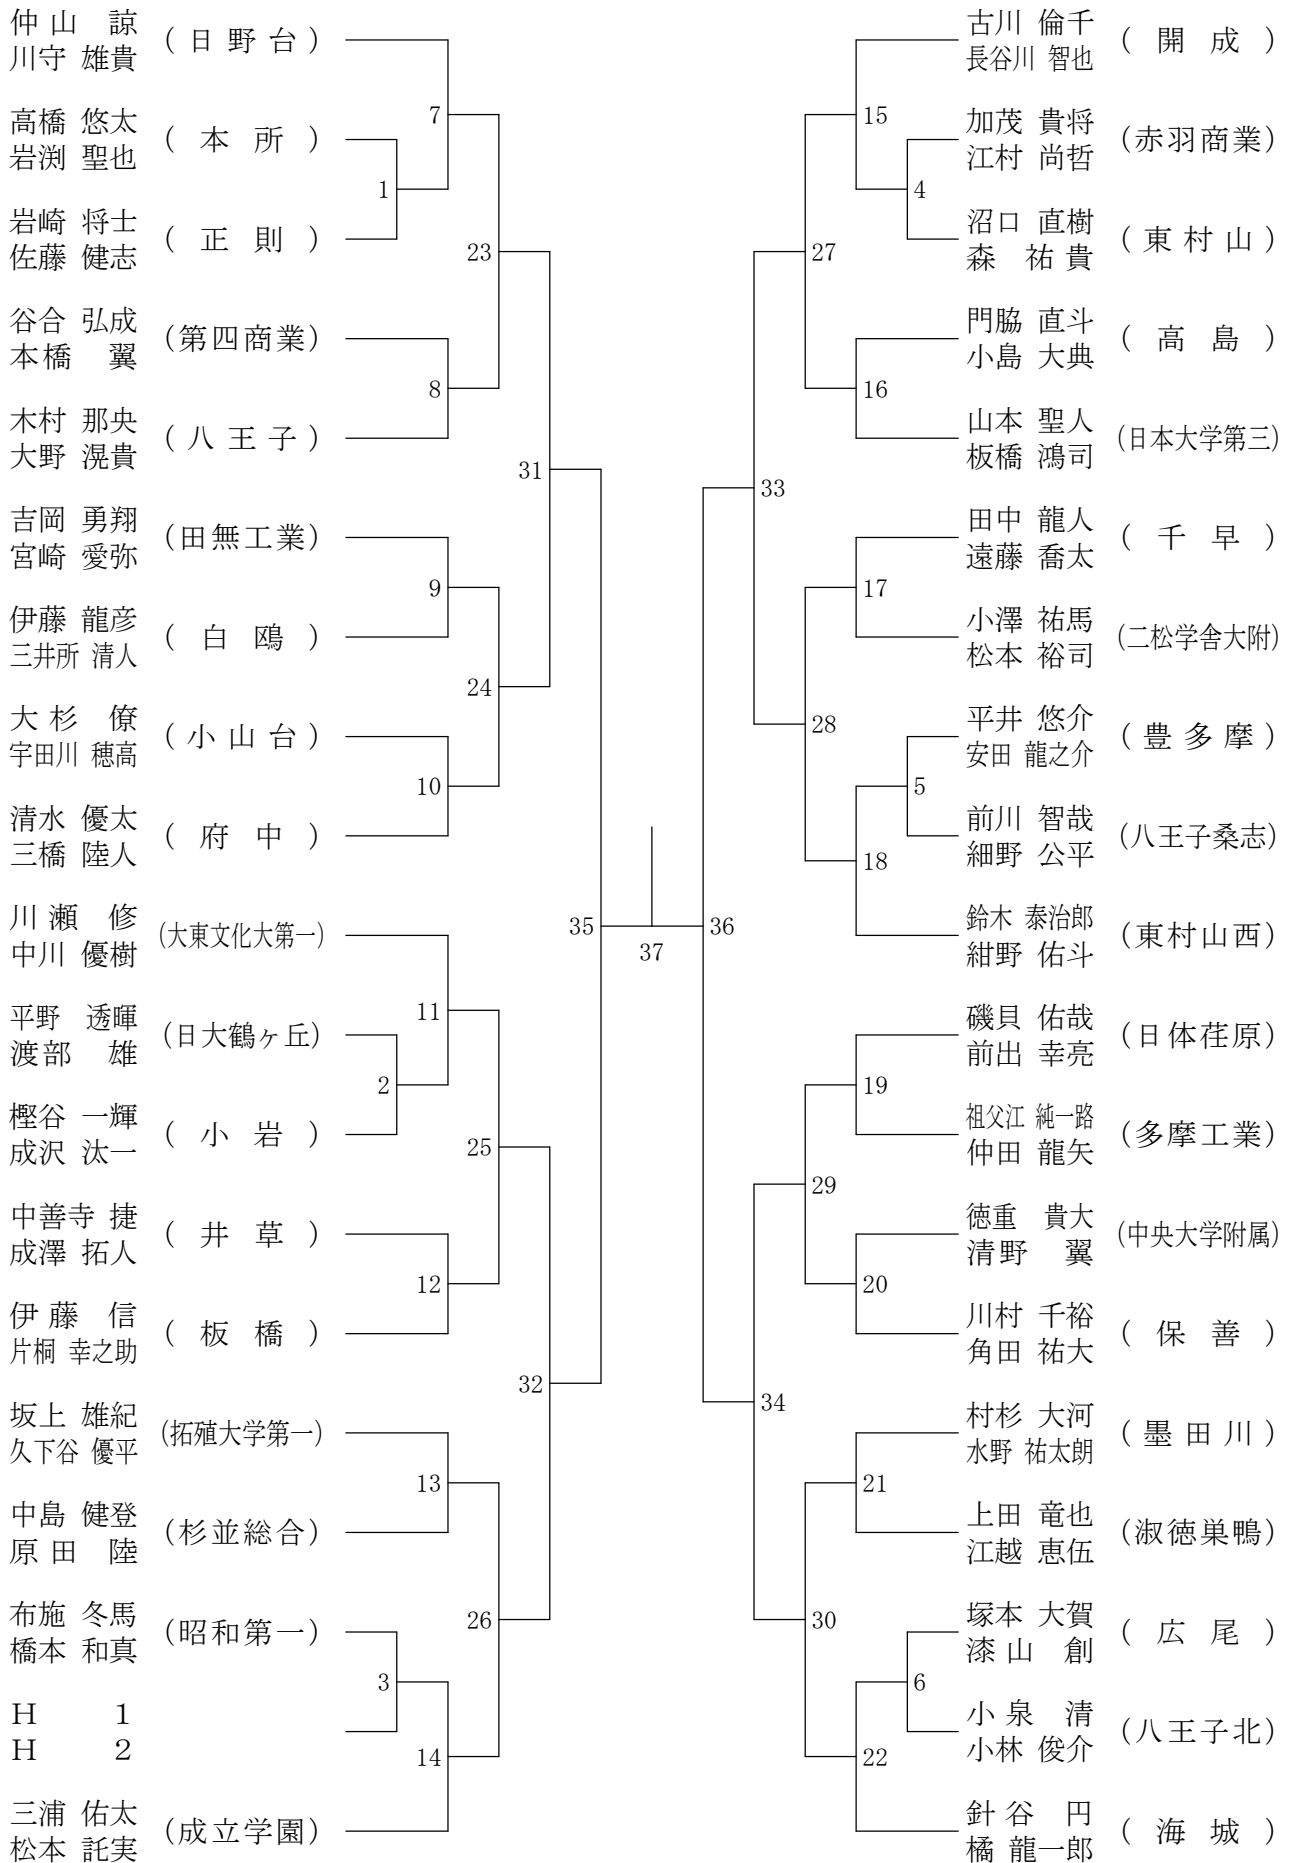 仲山 諒
川守 雄貴
(日野台)
高橋 悠太
岩渕 聖也
(本所)
岩崎 将士
佐藤 健志
(正則)
谷合 弘成
本橋 翼
(第四商業)
木村 那央
大野 滉貴
(八王子)
吉岡 勇翔
宮崎 愛弥
(田無工業)
伊藤 龍彦
三井所 清人
(白鴎)
大杉 僚
宇田川 穂高
(小山台)
清水 優太
三橋 陸人
(府中)
川瀬 修
中川 優樹
(大東文化大第一)
平野 透暉
渡部 雄
(日大鶴ヶ丘)
樫谷 一輝
成沢 汰一
(小岩)
中善寺 捷
成澤 拓人
(井草)
伊藤 信
片桐 幸之助
(板橋)
坂上 雄紀
久下谷 優平
(拓殖大学第一)
中島 健登
原田 陸
(杉並総合)
布施 冬馬
橋本 和真
(昭和第一)
H 1
H 2
三浦 佑太
松本 託実
(成立学園)
7
1
23
8
31
9
24
10
35
11
2
25
12
32
13
26
3
14
37
古川 倫千
長谷川 智也
(開成)
加茂 貴将
江村 尚哲
(赤羽商業)
沼口 直樹
森 祐貴
(東村山)
門脇 直斗
小島 大典
(高島)
山本 聖人
板橋 鴻司
(日本大学第三)
田中 龍人
遠藤 喬太
(千早)
小澤 祐馬
松本 裕司
(二松学舎大附)
平井 悠介
安田 龍之介
(豊多摩)
前川 智哉
細野 公平
(八王子桑志)
鈴木 泰治郎
紺野 佑斗
(東村山西)
磯貝 佑哉
前出 幸亮
(日体荏原)
祖父江 純一路
仲田 龍矢
(多摩工業)
徳重 貴大
清野 翼
(中央大学附属)
川村 千裕
角田 祐大
(保善)
村杉 大河
水野 祐太朗
(墨田川)
上田 竜也
江越 恵伍
(淑徳巣鴨)
塚本 大賀
漆山 創
(広尾)
小泉 清
小林 俊介
(八王子北)
針谷 円
橘 龍一郎
(海城)
15
4
27
16
33
17
28
5
18
36
19
29
20
34
21
30
6
22